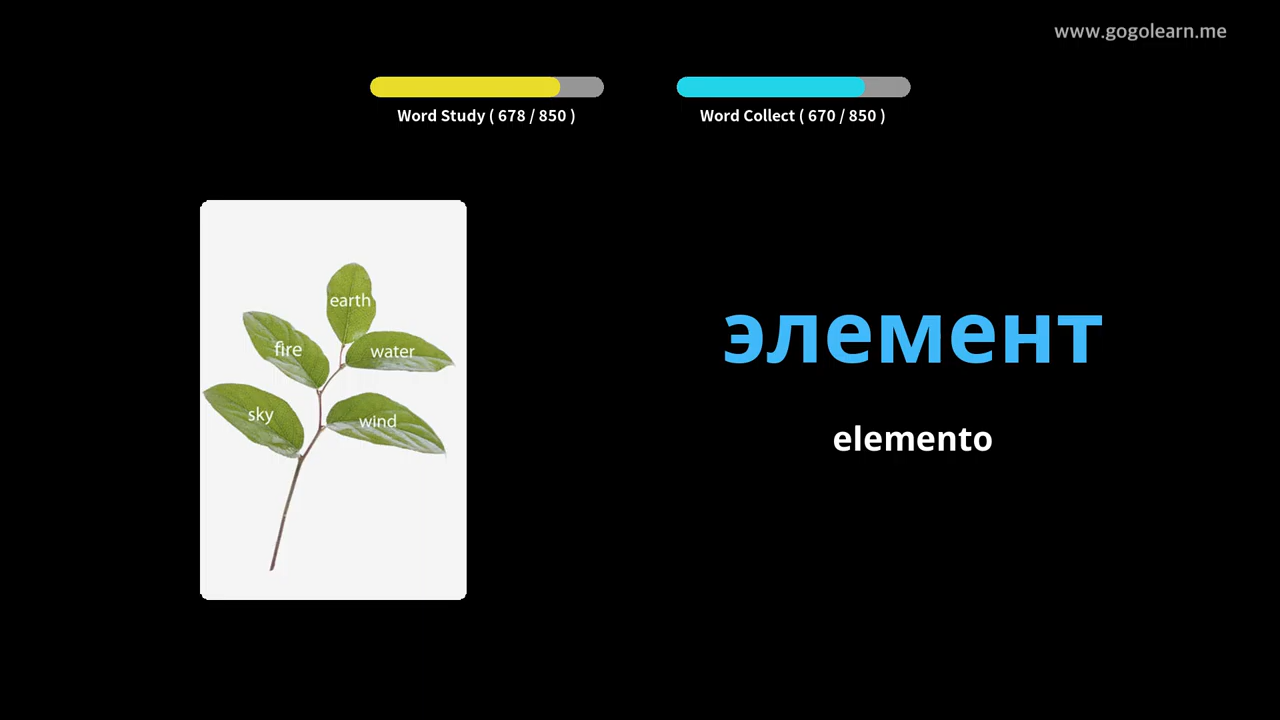 www.gogolearn.me
Word Study ( 678 / 850 )
Word Collect ( 670 / 850 )
earth
fire
water
sky
wind
элемент
elemento